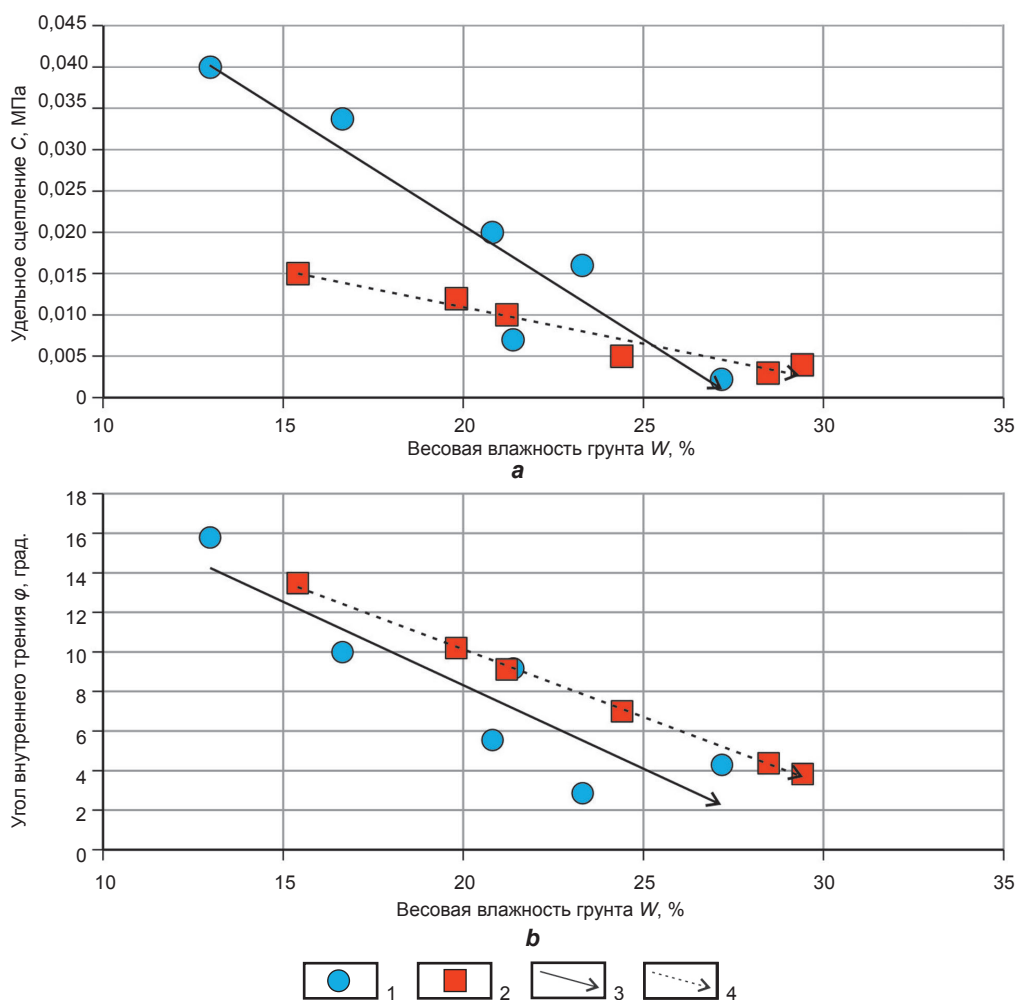 Удельное сцепление C, МПа
0,045
0,040
0,035
0,030
0,025
0,020
0,015
0,010
0,005
0
10 15 20 25 30 35
Весовая влажность грунта W, %
a
Угол внутреннего трения φ, град.
18
16
14
12
10
8
6
4
2
0
10 15 20 25 30 35
Весовая влажность грунта W, %
b
1 2 3 4